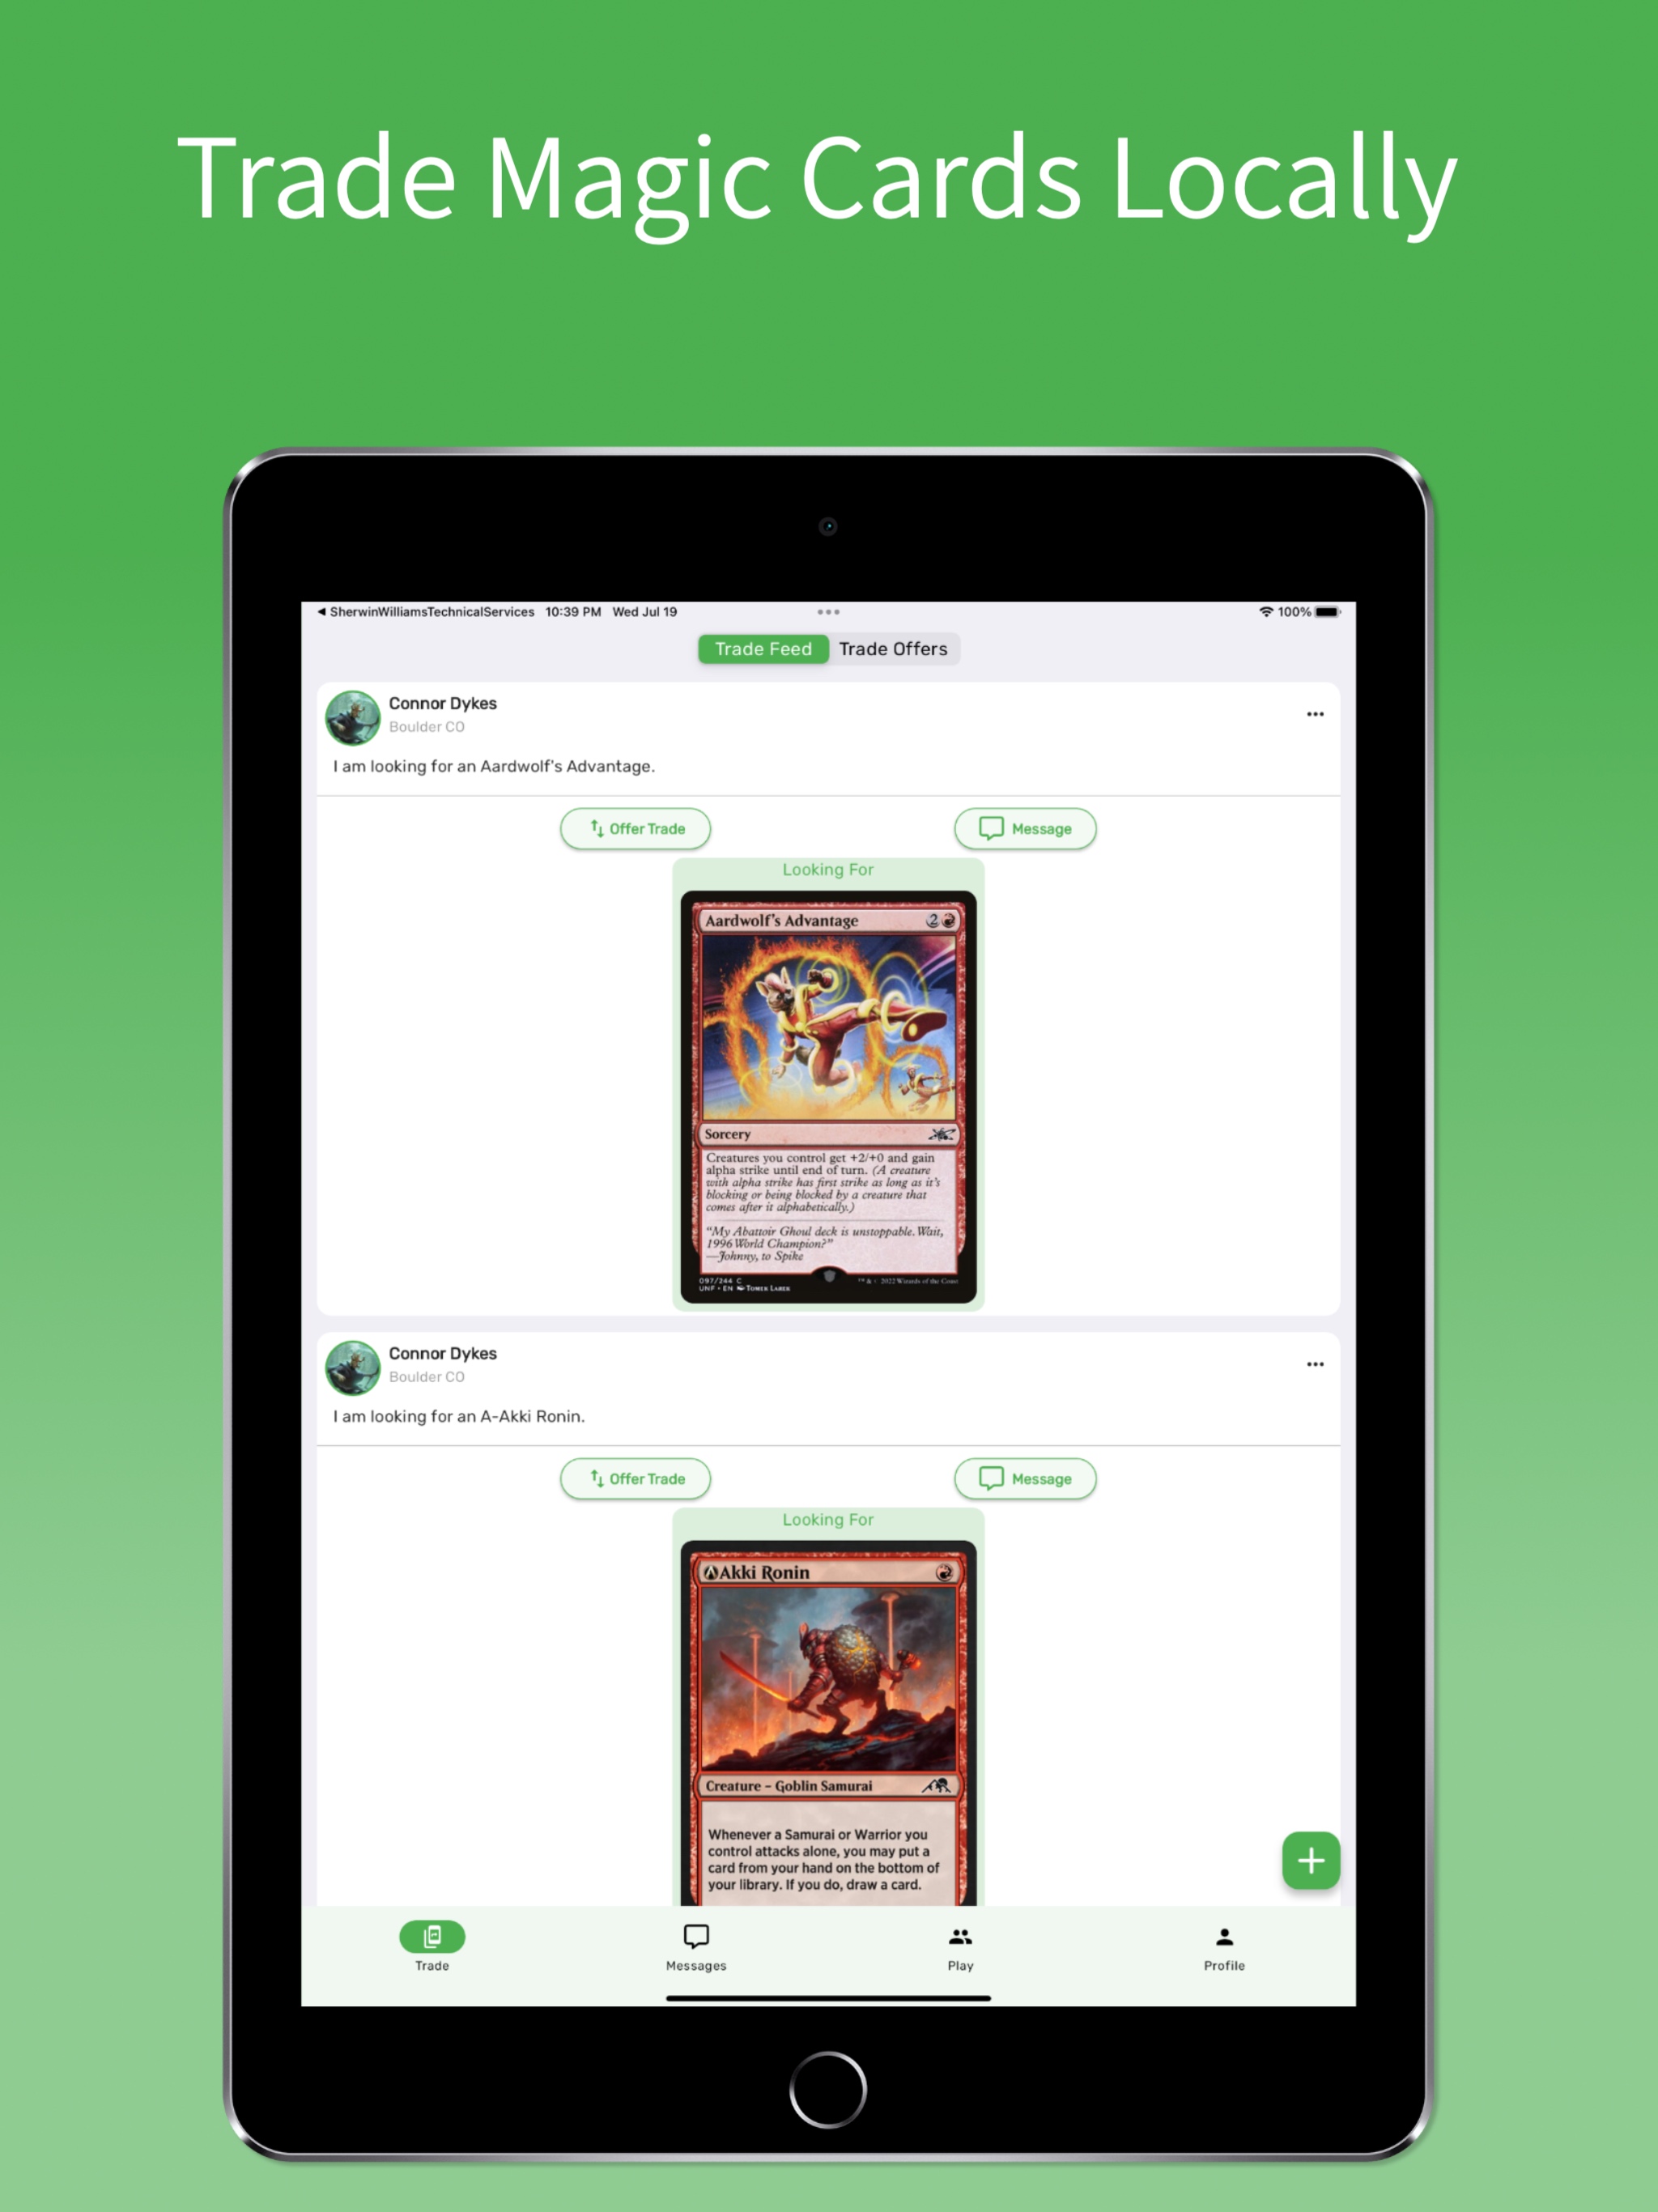 Trade Magic Cards Locally
SherwinWilliamsTechnicalServices 10:39 PM Wed Jul 19
100%
Trade Feed Trade Offers
Connor Dykes
Boulder CO
I am looking for an Aardwolf's Advantage.
Offer Trade Message
Looking For
Aardwolf's Advantage 2
Sorcery
Creatures you control get +2/+0 and gain
alpha strike until end of turn. (A creature
with alpha strike has first strike as long as it's
blocking or being blocked by a creature that
comes after it alphabetically.)
"My Abattoir Ghoul deck is unstoppable. Wait,
1996 World Champion?"
—Johnny, to Spike
097/244 C
™ & © 2022 Wizards of the Coast
UNF • EN Tomer Larek
Connor Dykes
Boulder CO
I am looking for an A-Akki Ronin.
Offer Trade Message
Looking For
Akki Ronin
Creature – Goblin Samurai
Whenever a Samurai or Warrior you
control attacks alone, you may put a
card from your hand on the bottom of
your library. If you do, draw a card.
Trade Messages Play Profile